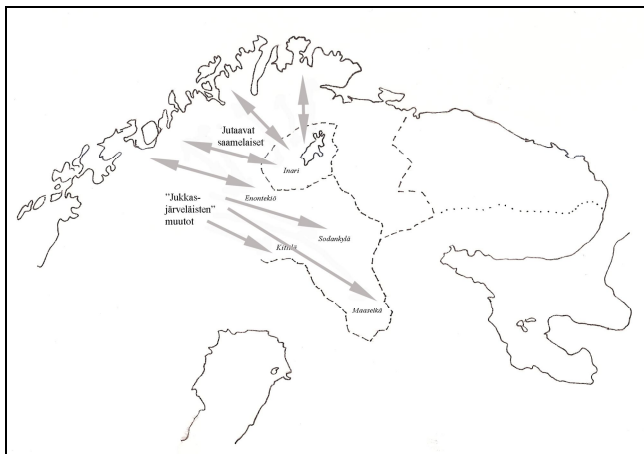 Jutaavat
saamelaiset
Inari
Enontekiö
"Jukkas-
järveläisten"
muutot
Sodankylä
Kittilä
Maaselkä